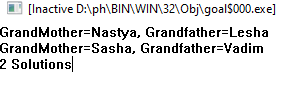 [Inactive D:\ph\BIN\WIN\32\Obj\goal$000.exe]
GrandMother=Nastya, Grandfather=Lesha
GrandMother=Sasha, Grandfather=Vadim
2 Solutions